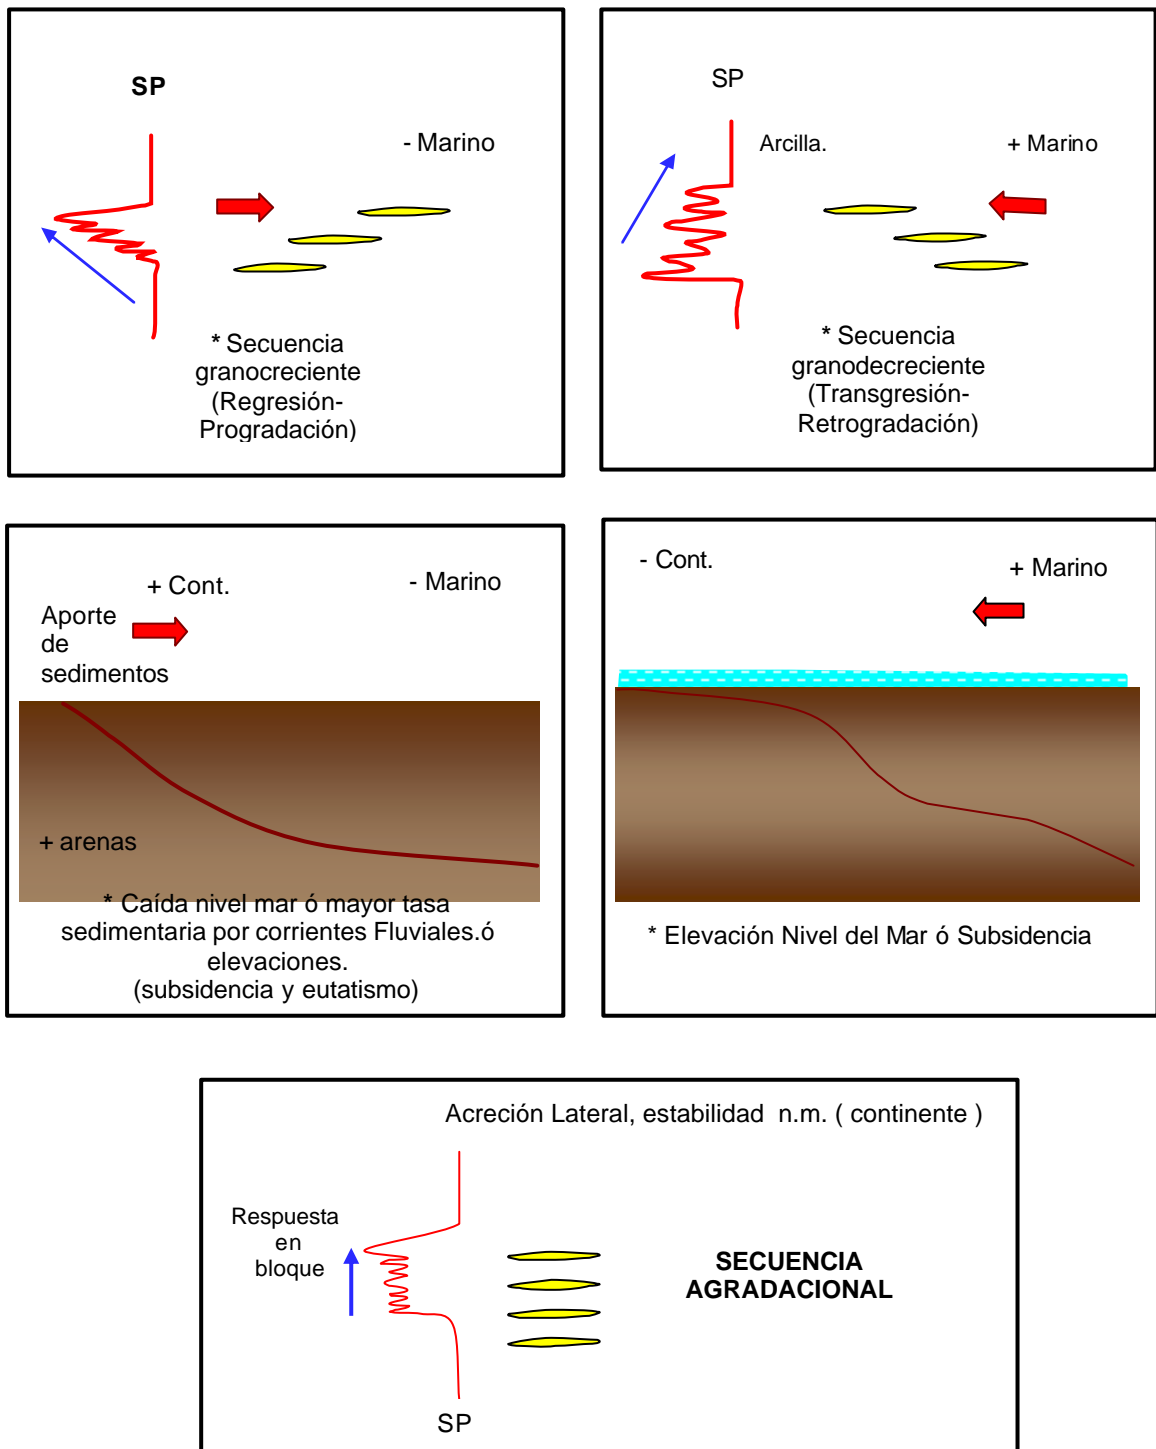 SP
- Marino
* Secuencia
granocreciente
(Regresión-
Progradación)
SP
Arcilla.
+ Marino
* Secuencia
granodecreciente
(Transgresión-
Retrogradación)
+ Cont.
- Marino
Aporte
de
sedimentos
+ arenas
* Caída nivel mar ó mayor tasa
sedimentaria por corrientes Fluviales.ó
elevaciones.
(subsidencia y eutatismo)
- Cont.
+ Marino
* Elevación Nivel del Mar ó Subsidencia
Acreción Lateral, estabilidad n.m. ( continente )
Respuesta
en
bloque
SECUENCIA
AGRADACIONAL
SP